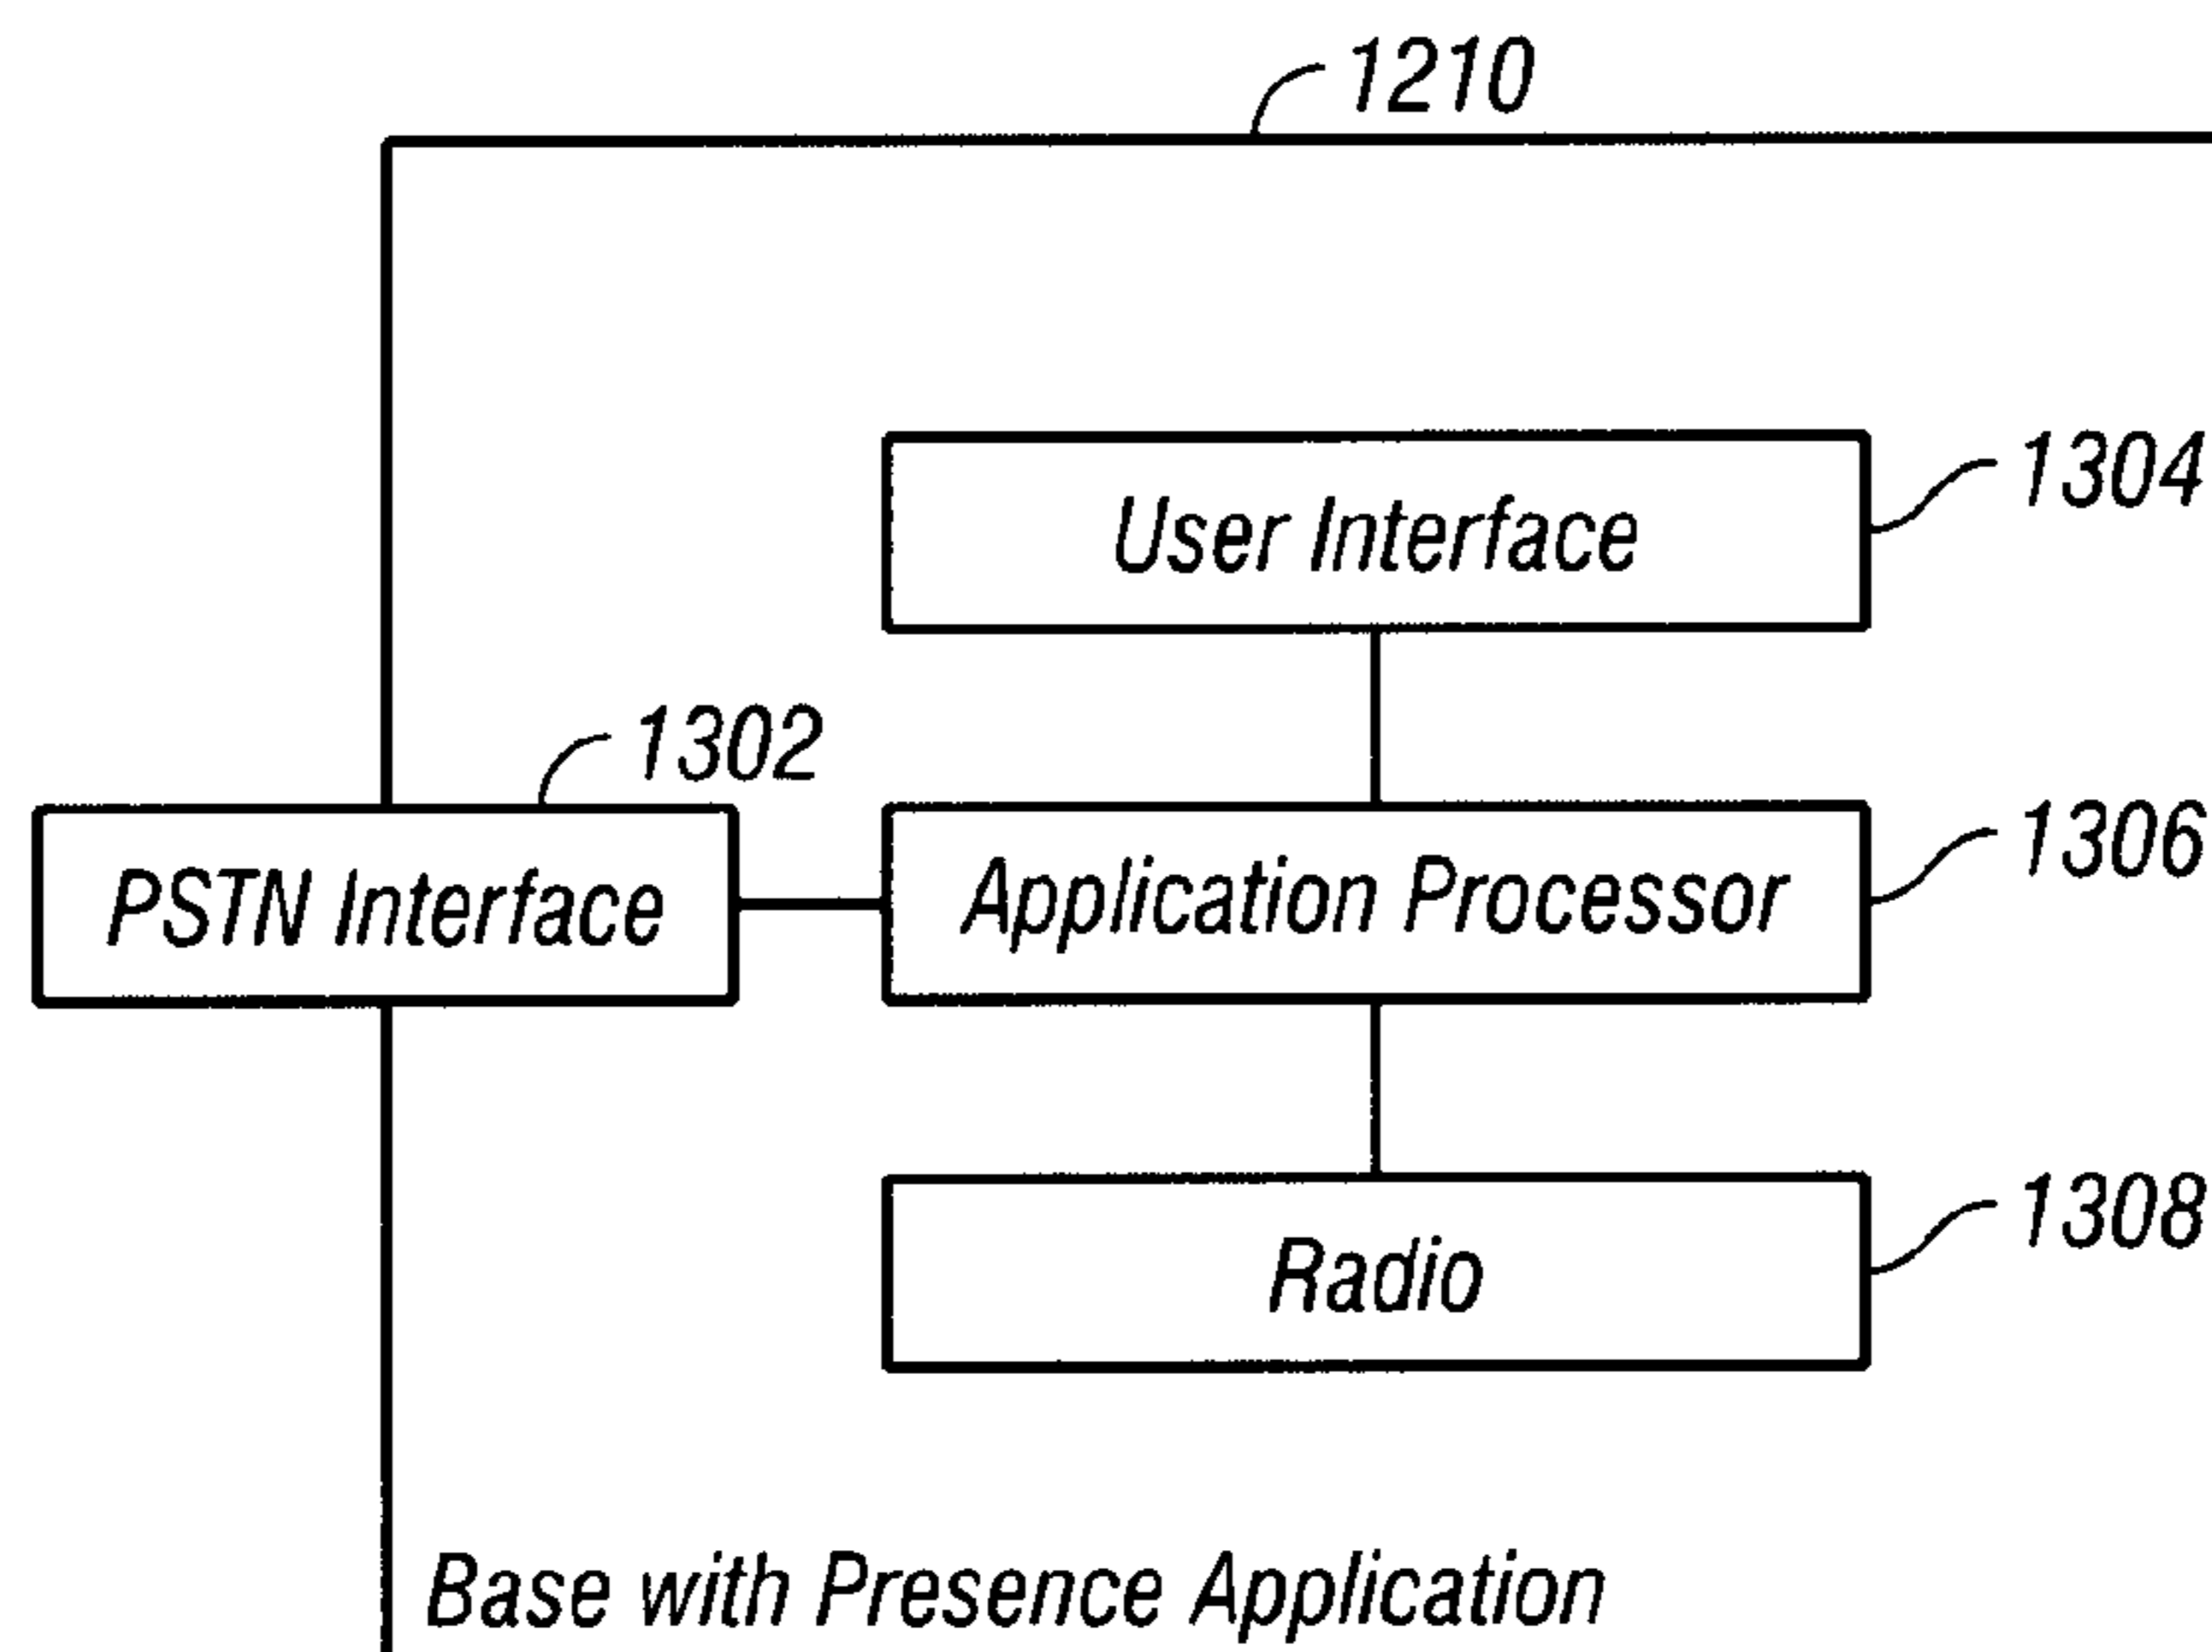 1210
User Interface
1304
1302
PSTN Interface
Application Processor
1306
Radio
1308
Base with Presence Application